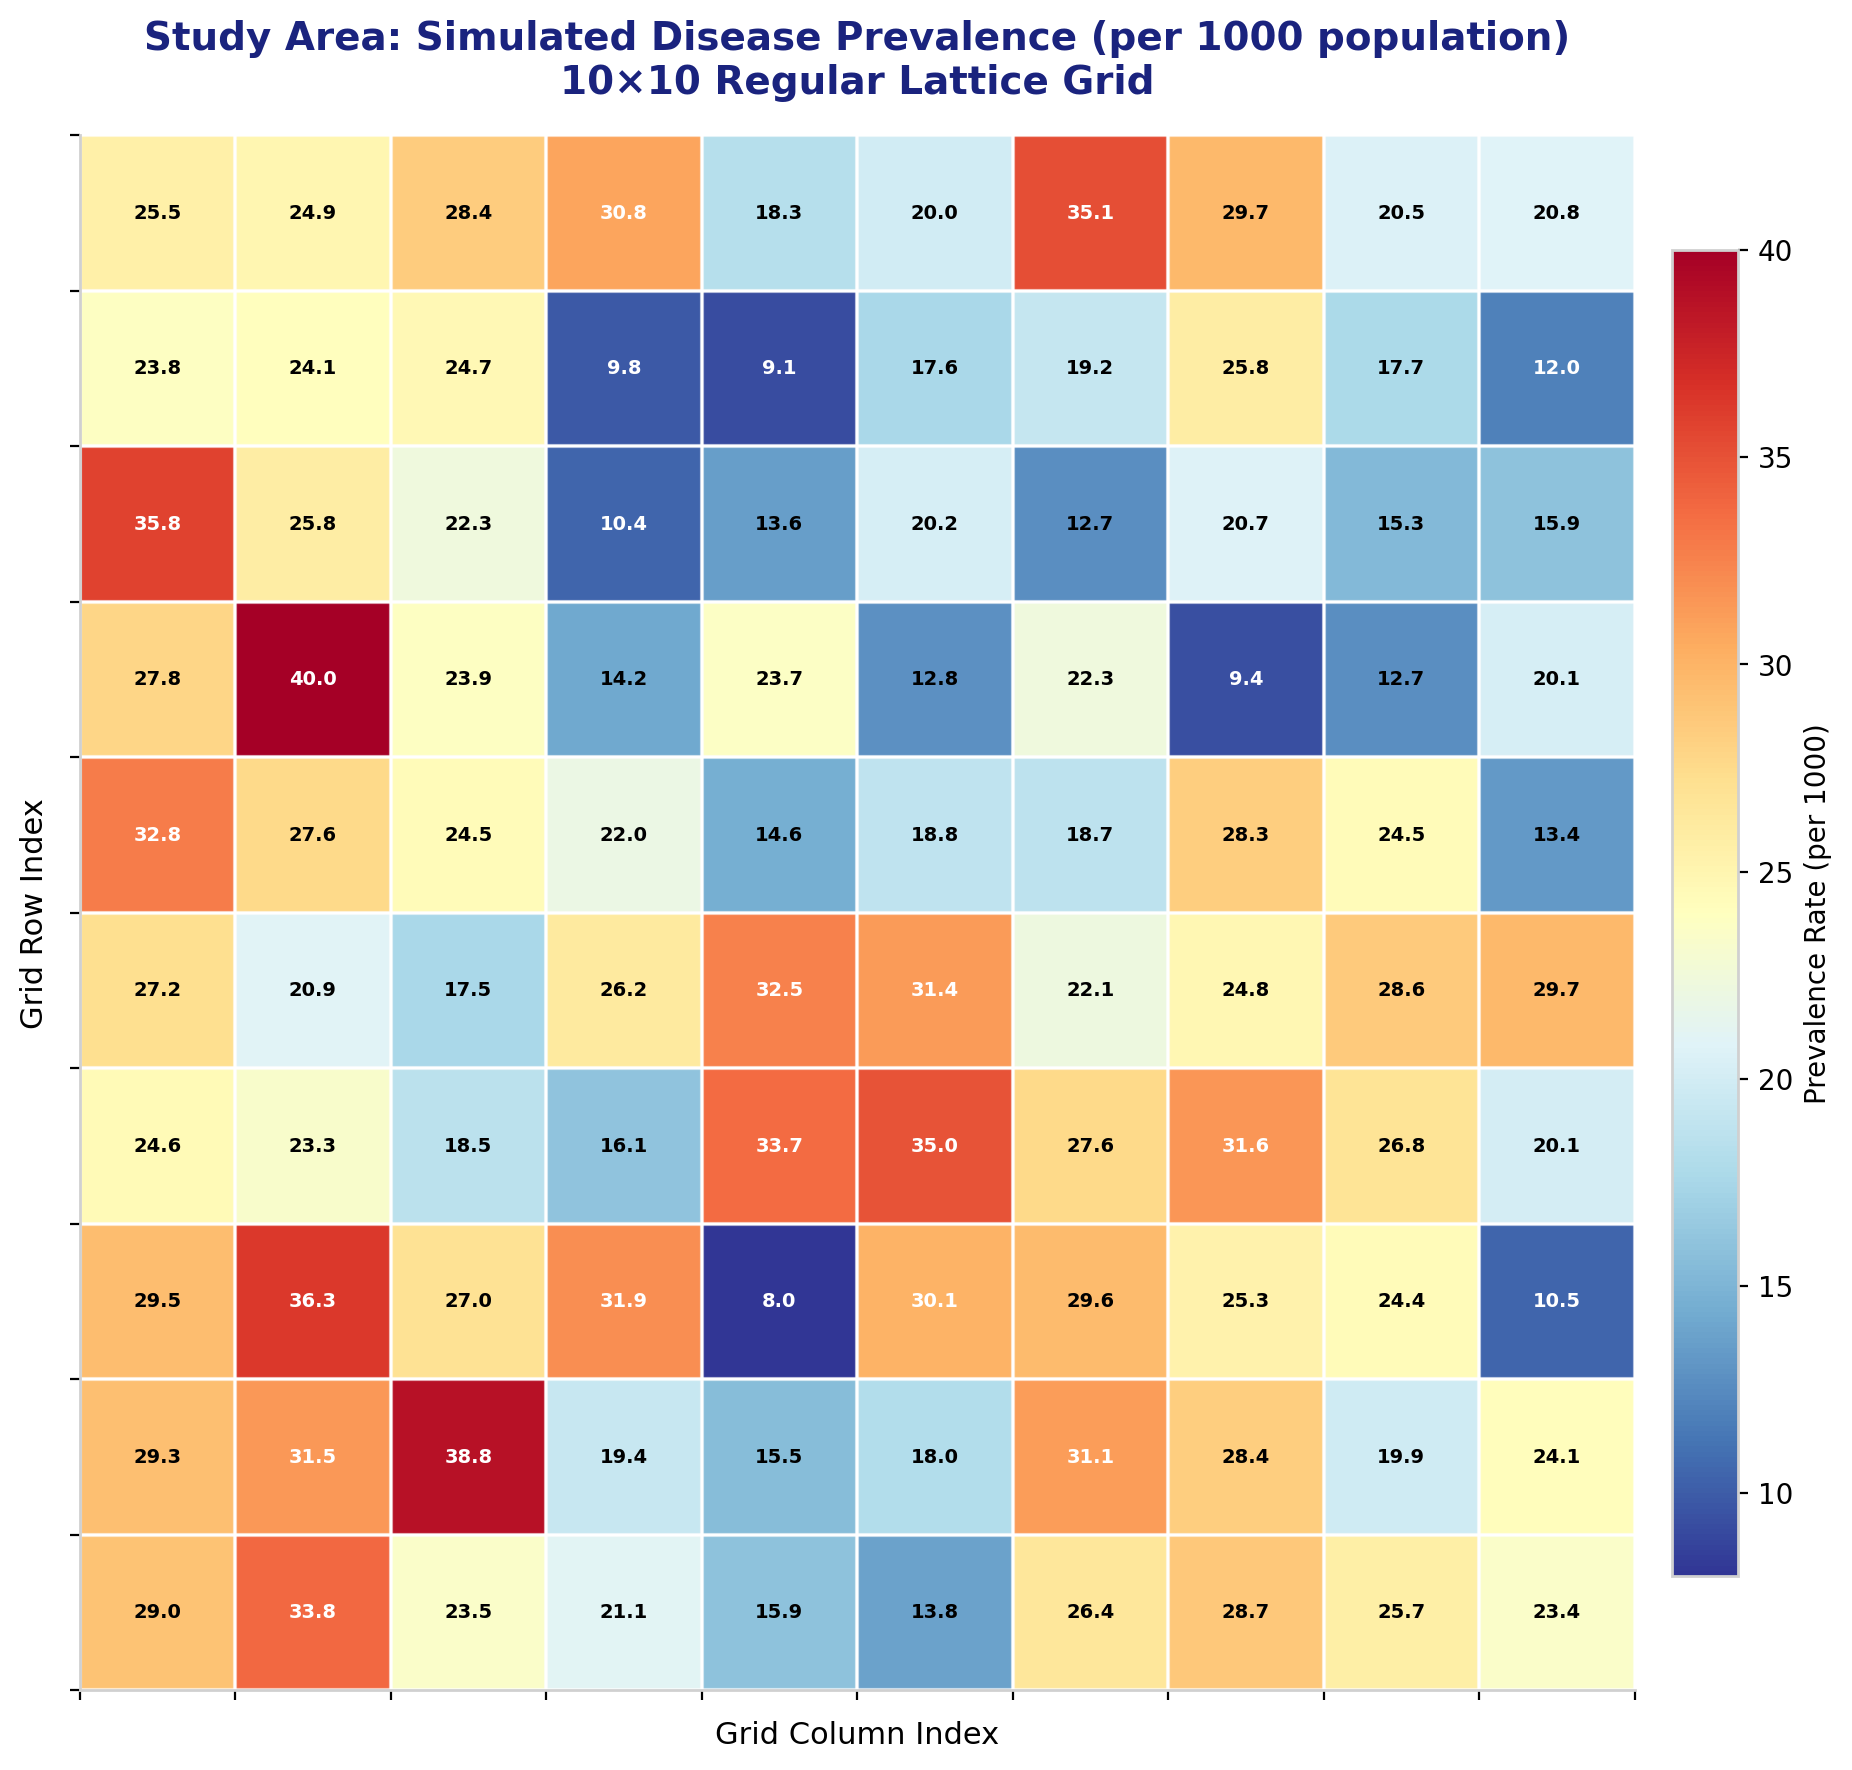 Study Area: Simulated Disease Prevalence (per 1000 population)
10×10 Regular Lattice Grid
25.5 24.9 28.4 30.8 18.3 20.0 35.1 29.7 20.5 20.8
23.8 24.1 24.7 9.8 9.1 17.6 19.2 25.8 17.7 12.0
35.8 25.8 22.3 10.4 13.6 20.2 12.7 20.7 15.3 15.9
27.8 40.0 23.9 14.2 23.7 12.8 22.3 9.4 12.7 20.1
32.8 27.6 24.5 22.0 14.6 18.8 18.7 28.3 24.5 13.4
27.2 20.9 17.5 26.2 32.5 31.4 22.1 24.8 28.6 29.7
24.6 23.3 18.5 16.1 33.7 35.0 27.6 31.6 26.8 20.1
29.5 36.3 27.0 31.9 8.0 30.1 29.6 25.3 24.4 10.5
29.3 31.5 38.8 19.4 15.5 18.0 31.1 28.4 19.9 24.1
29.0 33.8 23.5 21.1 15.9 13.8 26.4 28.7 25.7 23.4
Grid Row Index
Grid Column Index
40
35
30
25
20
15
10
Prevalence Rate (per 1000)